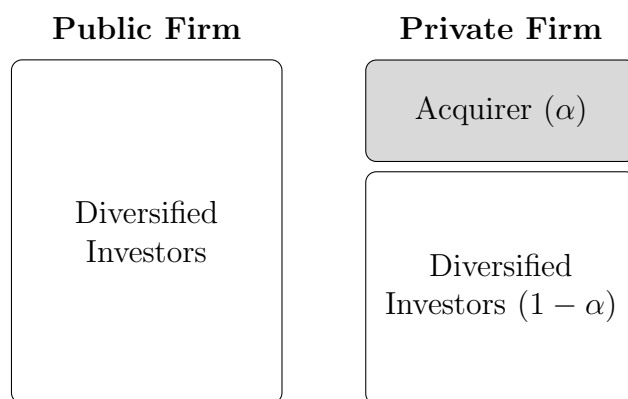 Public Firm
Diversified
Investors
Private Firm
Acquirer (α)
Diversified
Investors (1 − α)